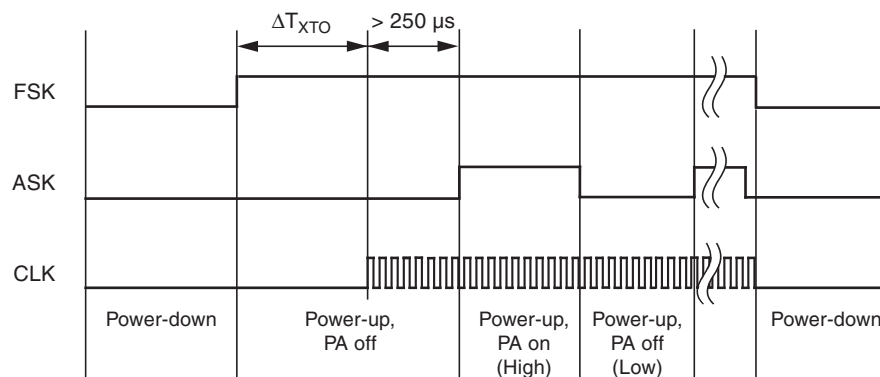 ΔT_XTO
> 250 µs
FSK
ASK
CLK
Power-down
Power-up,
PA off
Power-up,
PA on
(High)
Power-up,
PA off
(Low)
Power-down